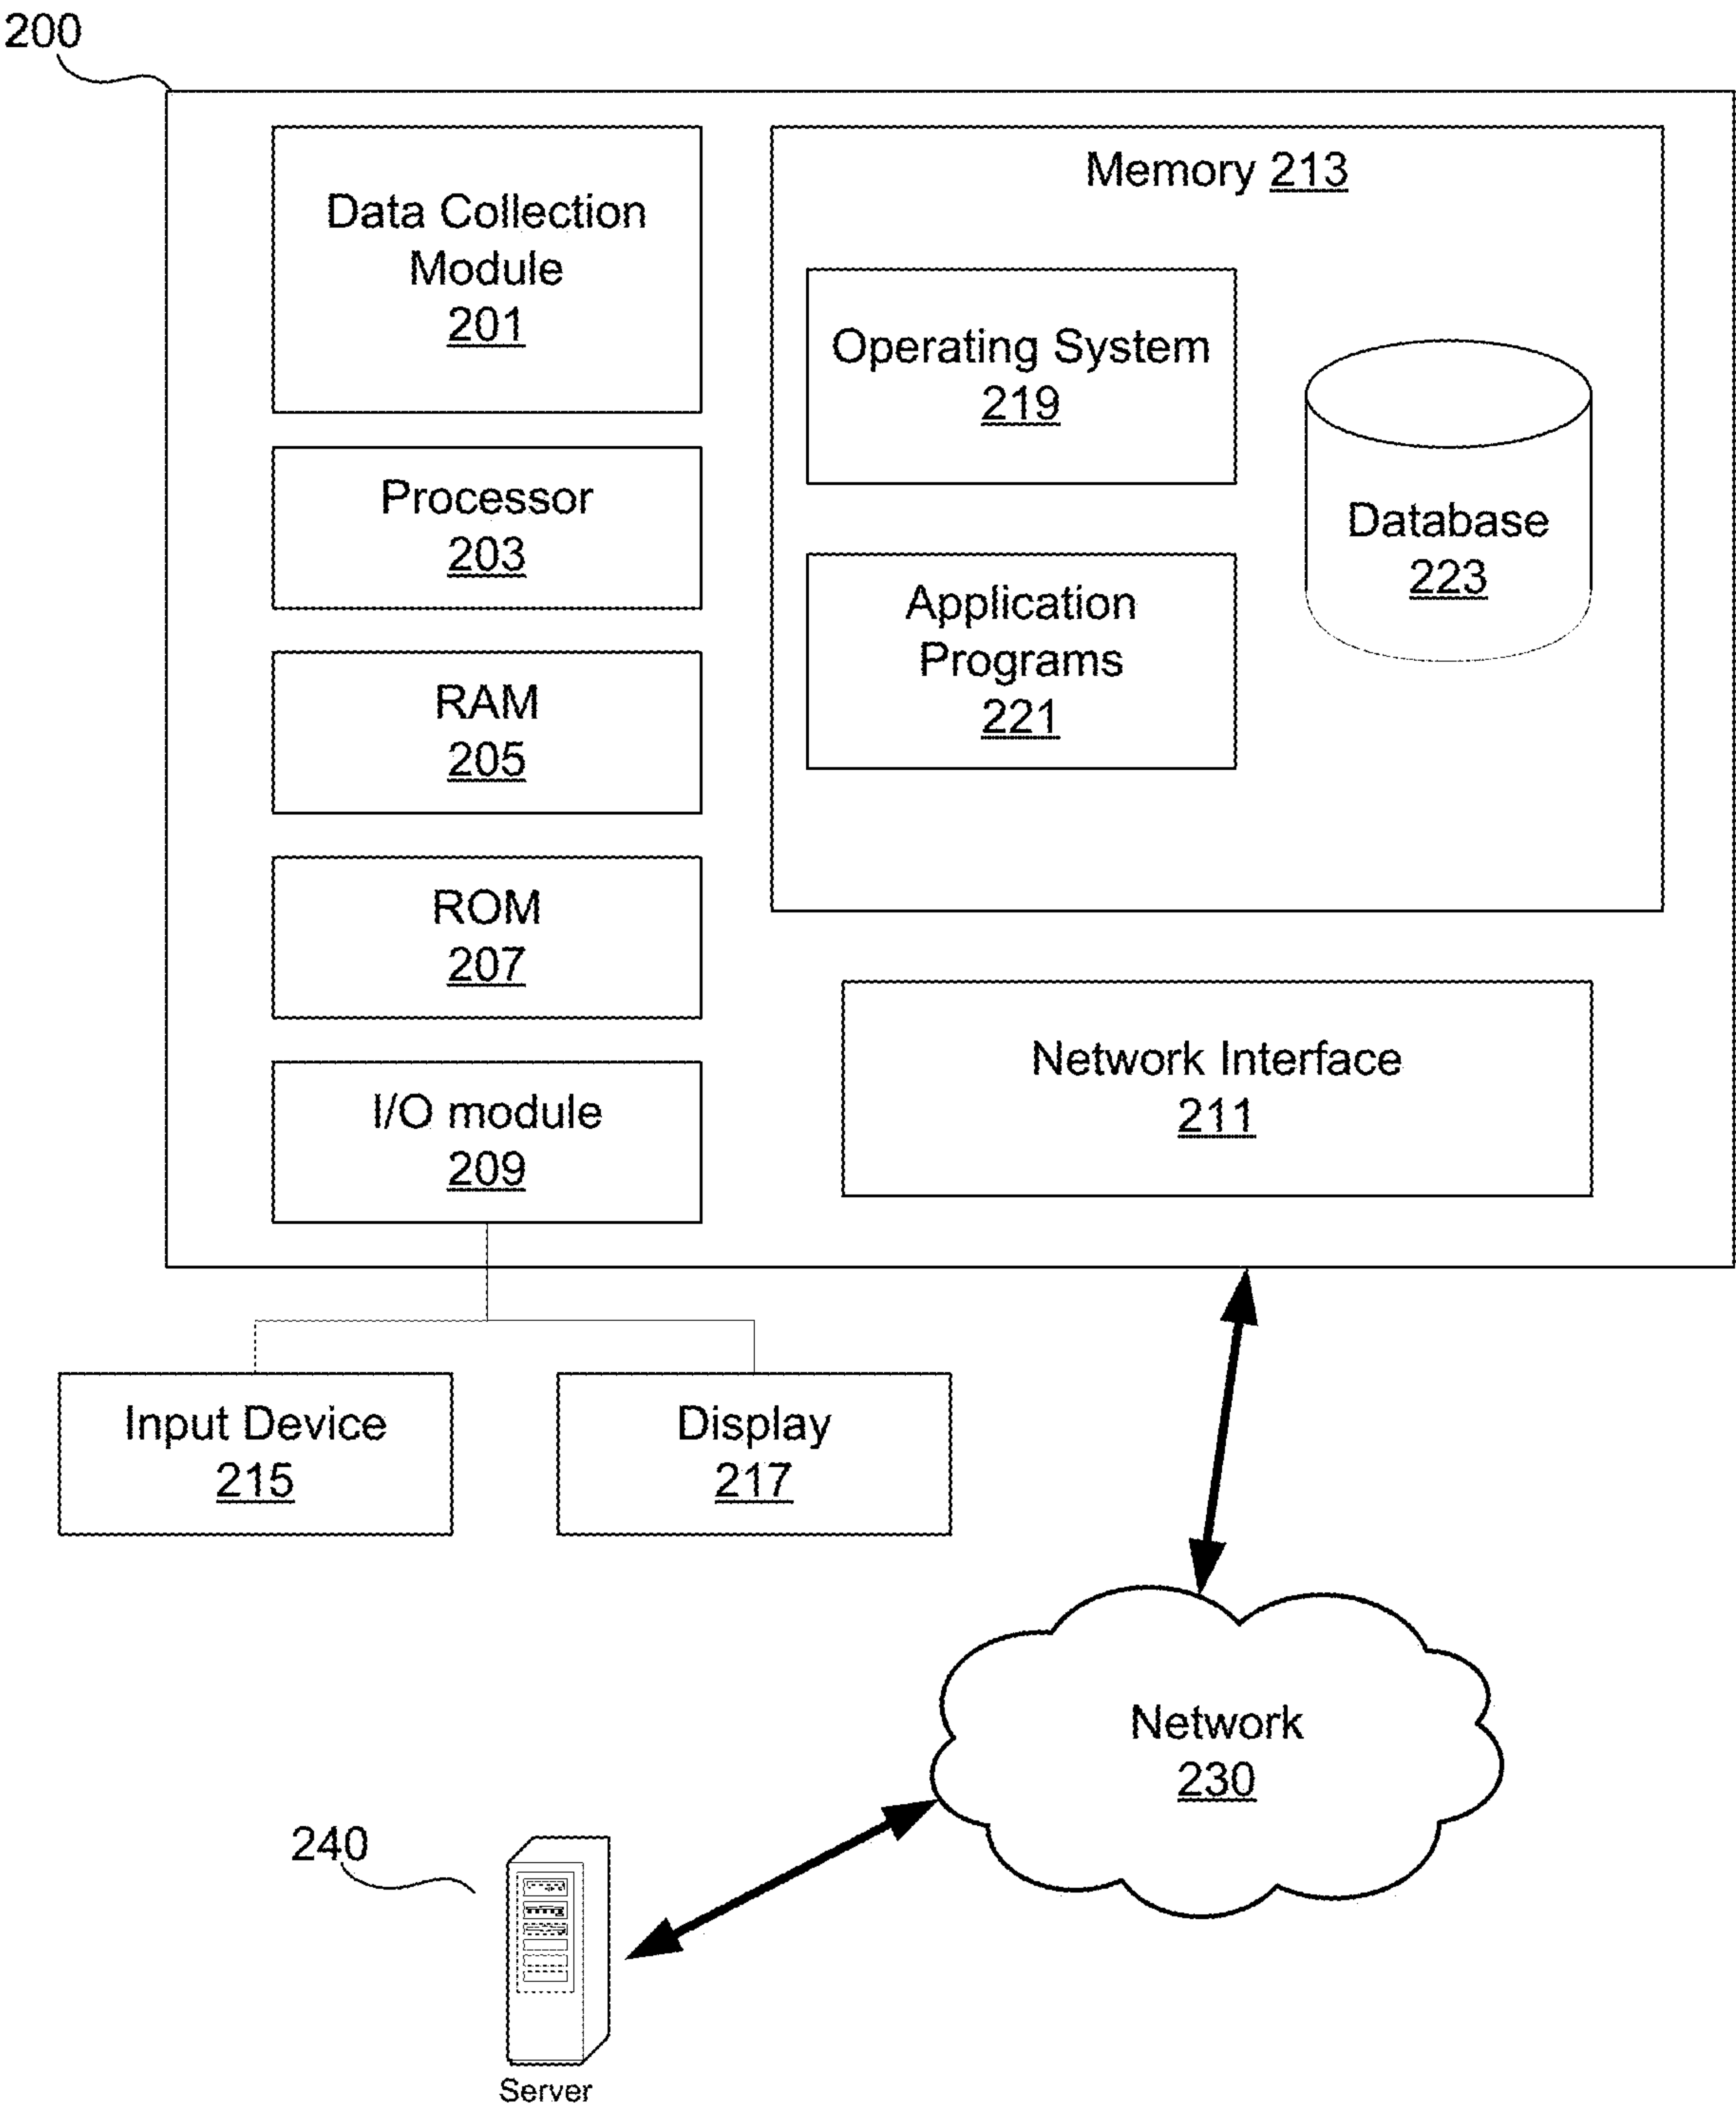 200
Data Collection
Module
201
Processor
203
RAM
205
ROM
207
I/O module
209
Memory 213
Operating System
219
Application
Programs
221
Database
223
Network Interface
211
Input Device
215
Display
217
Network
230
240
Server